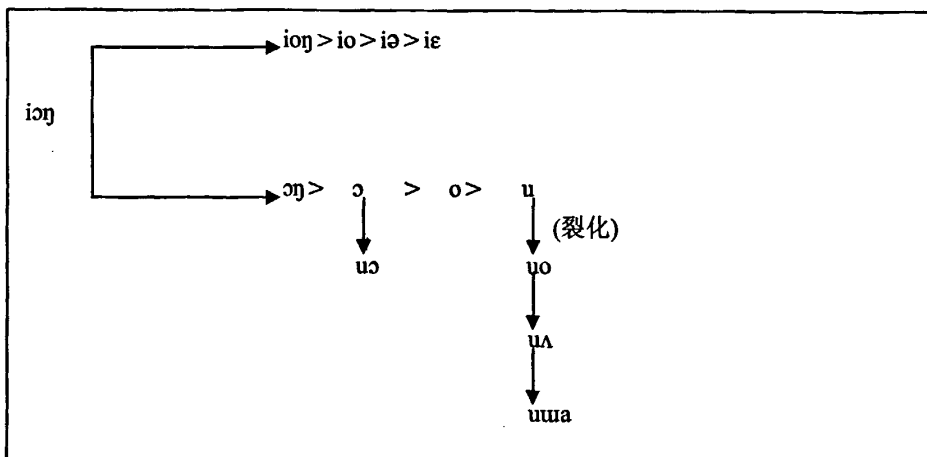 ioŋ>io>iə>iɛ
iɔŋ
ɔŋ> ɔ > o> u
(裂化)
uɔ uo
uʌ
uɯa